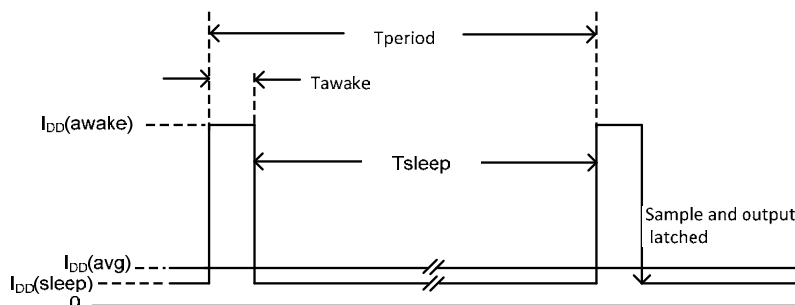 Tperiod
Tawake
IDD(awake)
Tsleep
Sample and output
latched
IDD(avg)
IDD(sleep)
0